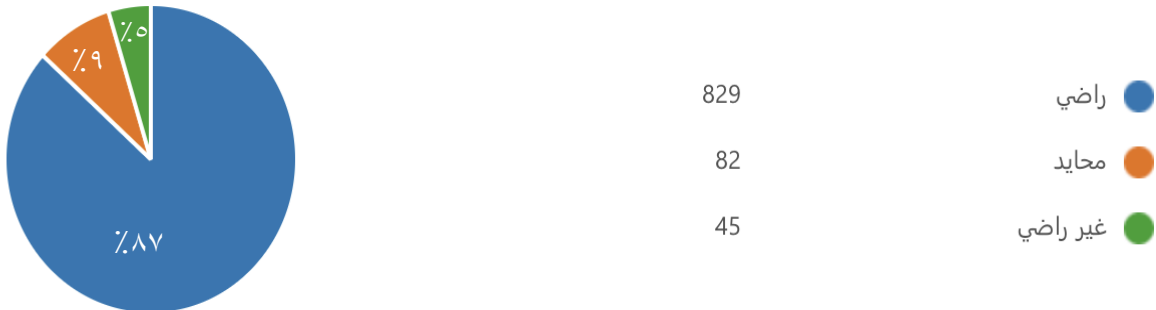 ٪٥
٪٩
٪٨٧
راضي 829
محايد 82
غير راضي 45